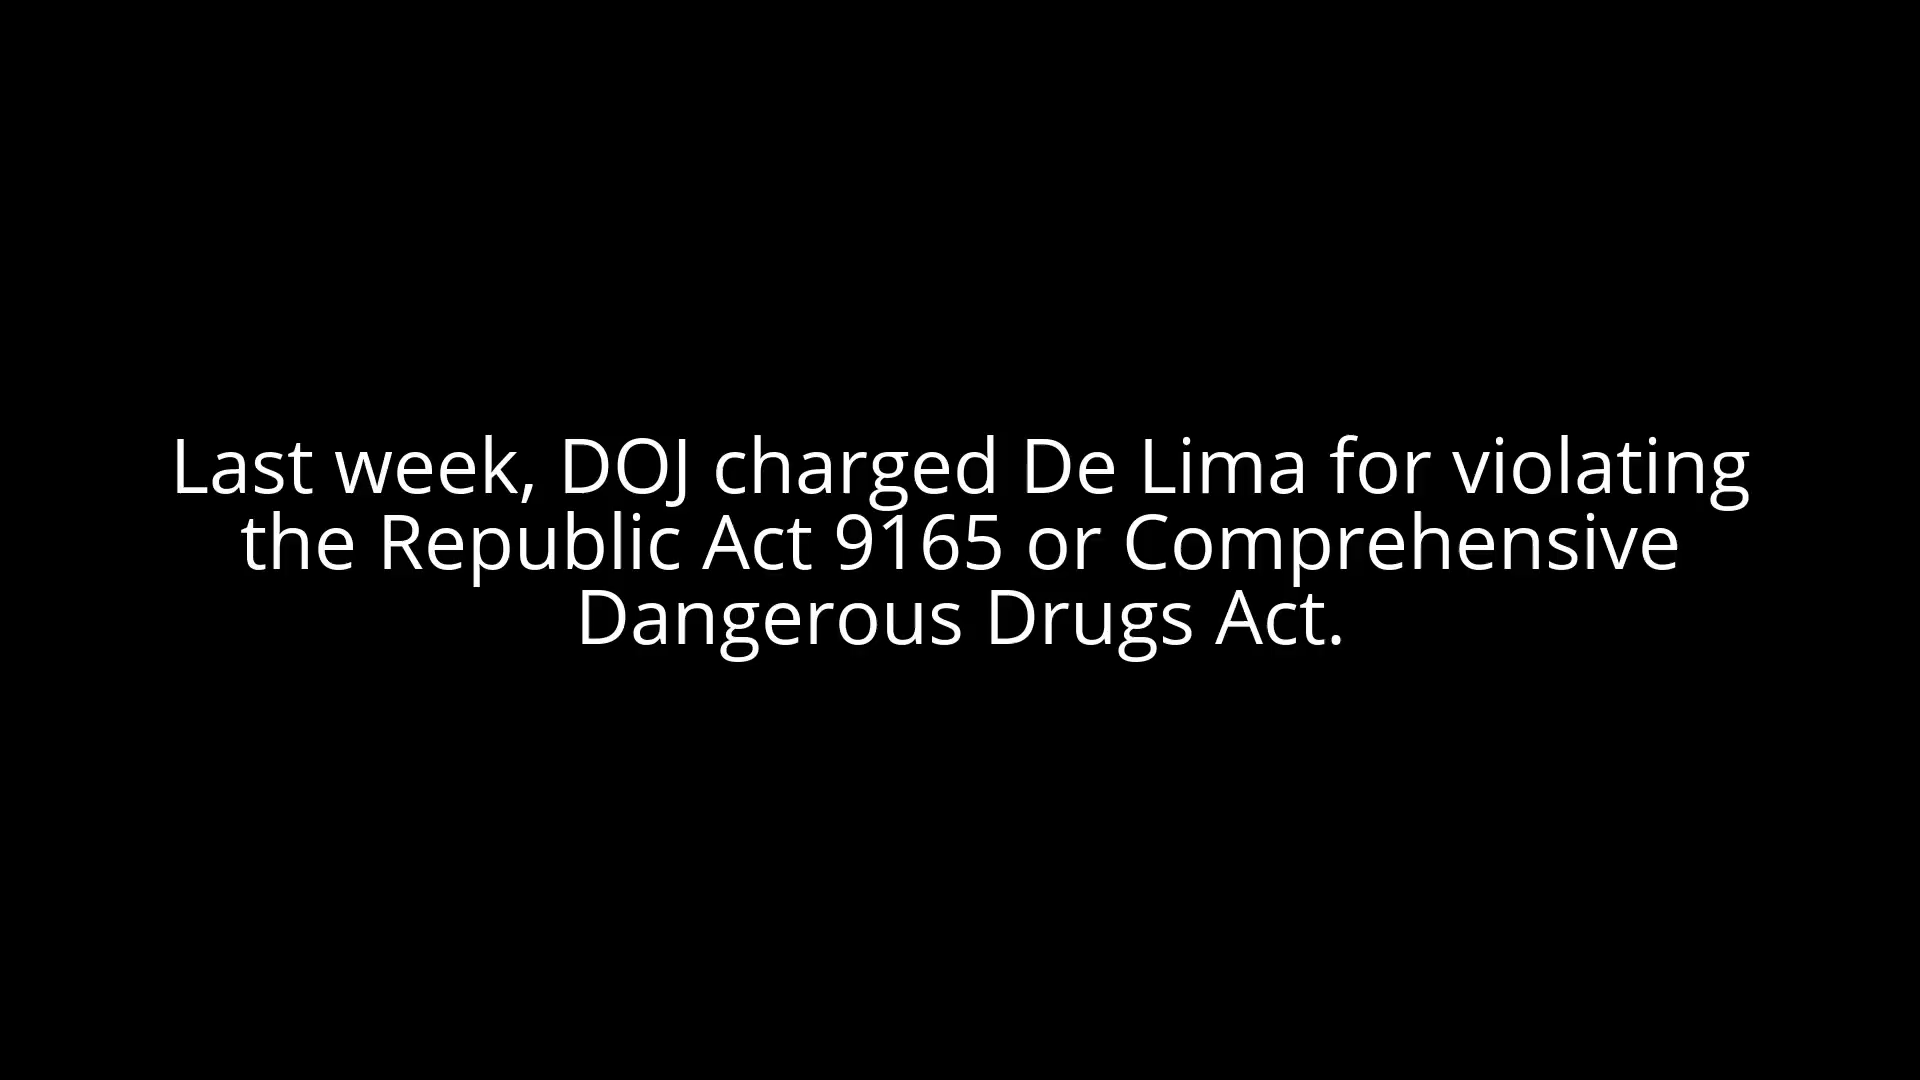 Last week, DOJ charged De Lima for violating
the Republic Act 9165 or Comprehensive
Dangerous Drugs Act.